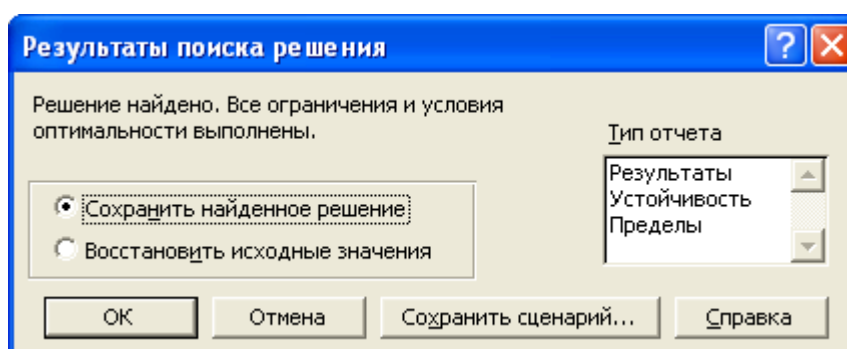 Результаты поиска решения
Решение найдено. Все ограничения и условия
оптимальности выполнены.
Тип отчета
Результаты
Устойчивость
Пределы
Сохранить найденное решение
Восстановить исходные значения
ОК
Отмена
Сохранить сценарий...
Справка